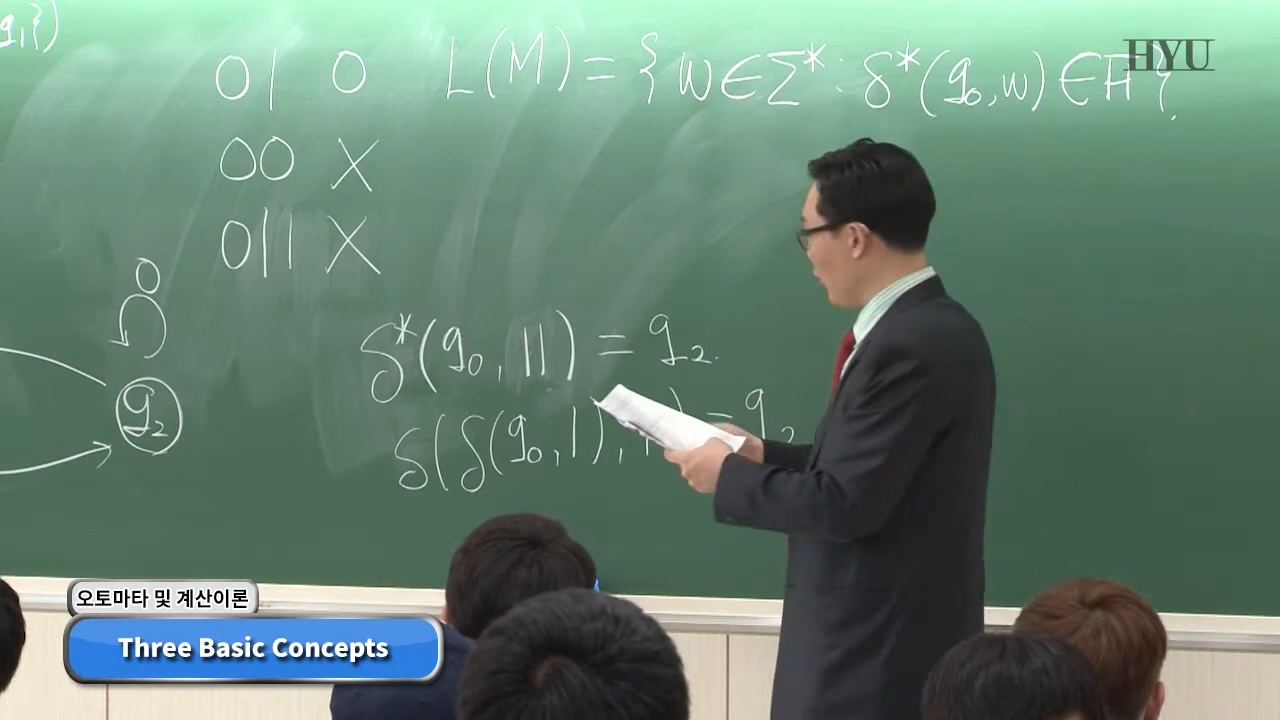 q₁})
HYU
01 0 L(M) = { w∈Σ* : δ*(q₀,w) ∈F }
00 X
011 X
0
δ*(q₀, 11) = q₂.
q₂
δ(δ(q₀,1), 1) = q₂
오토마타 및 계산이론
Three Basic Concepts